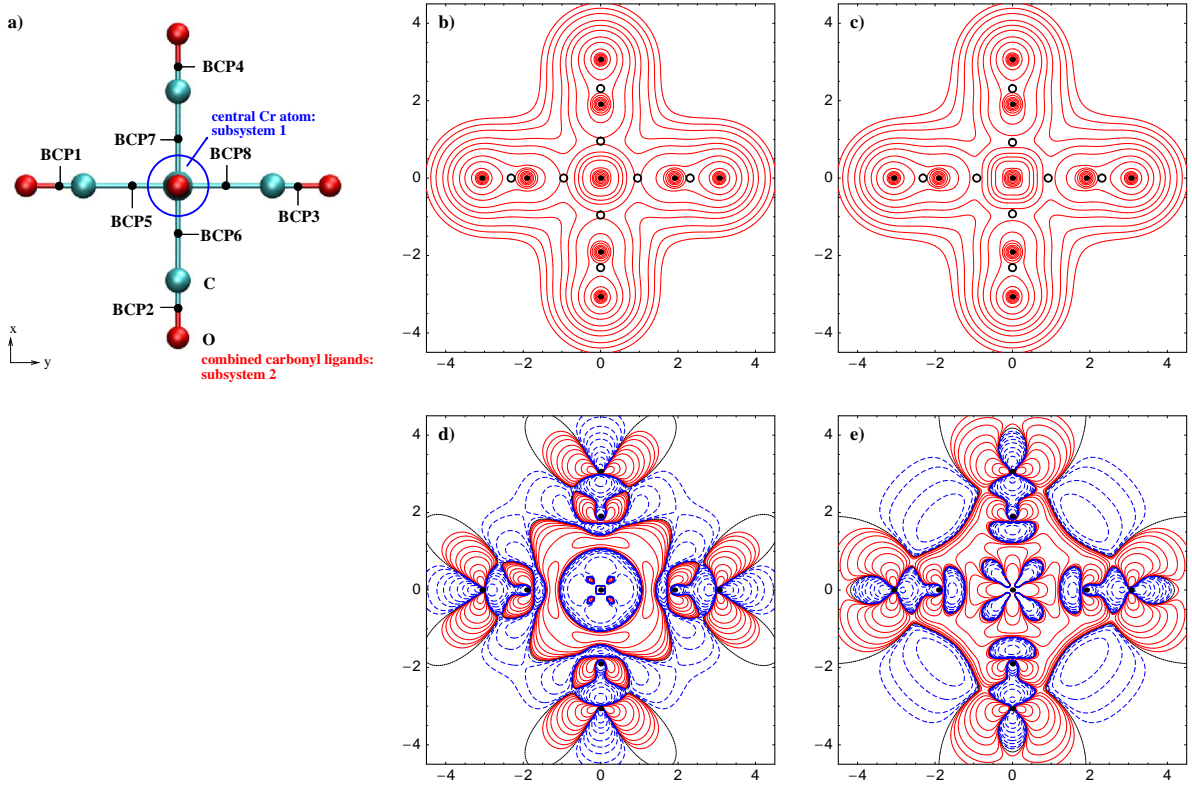 a)
BCP4
central Cr atom:
subsystem 1
BCP7
BCP1
BCP8
BCP5
BCP3
BCP6
C
BCP2
O
x
y
combined carbonyl ligands:
subsystem 2
b)
4
2
0
−2
−4
−4 −2 0 2 4
c)
4
2
0
−2
−4
−4 −2 0 2 4
d)
4
2
0
−2
−4
−4 −2 0 2 4
e)
4
2
0
−2
−4
−4 −2 0 2 4